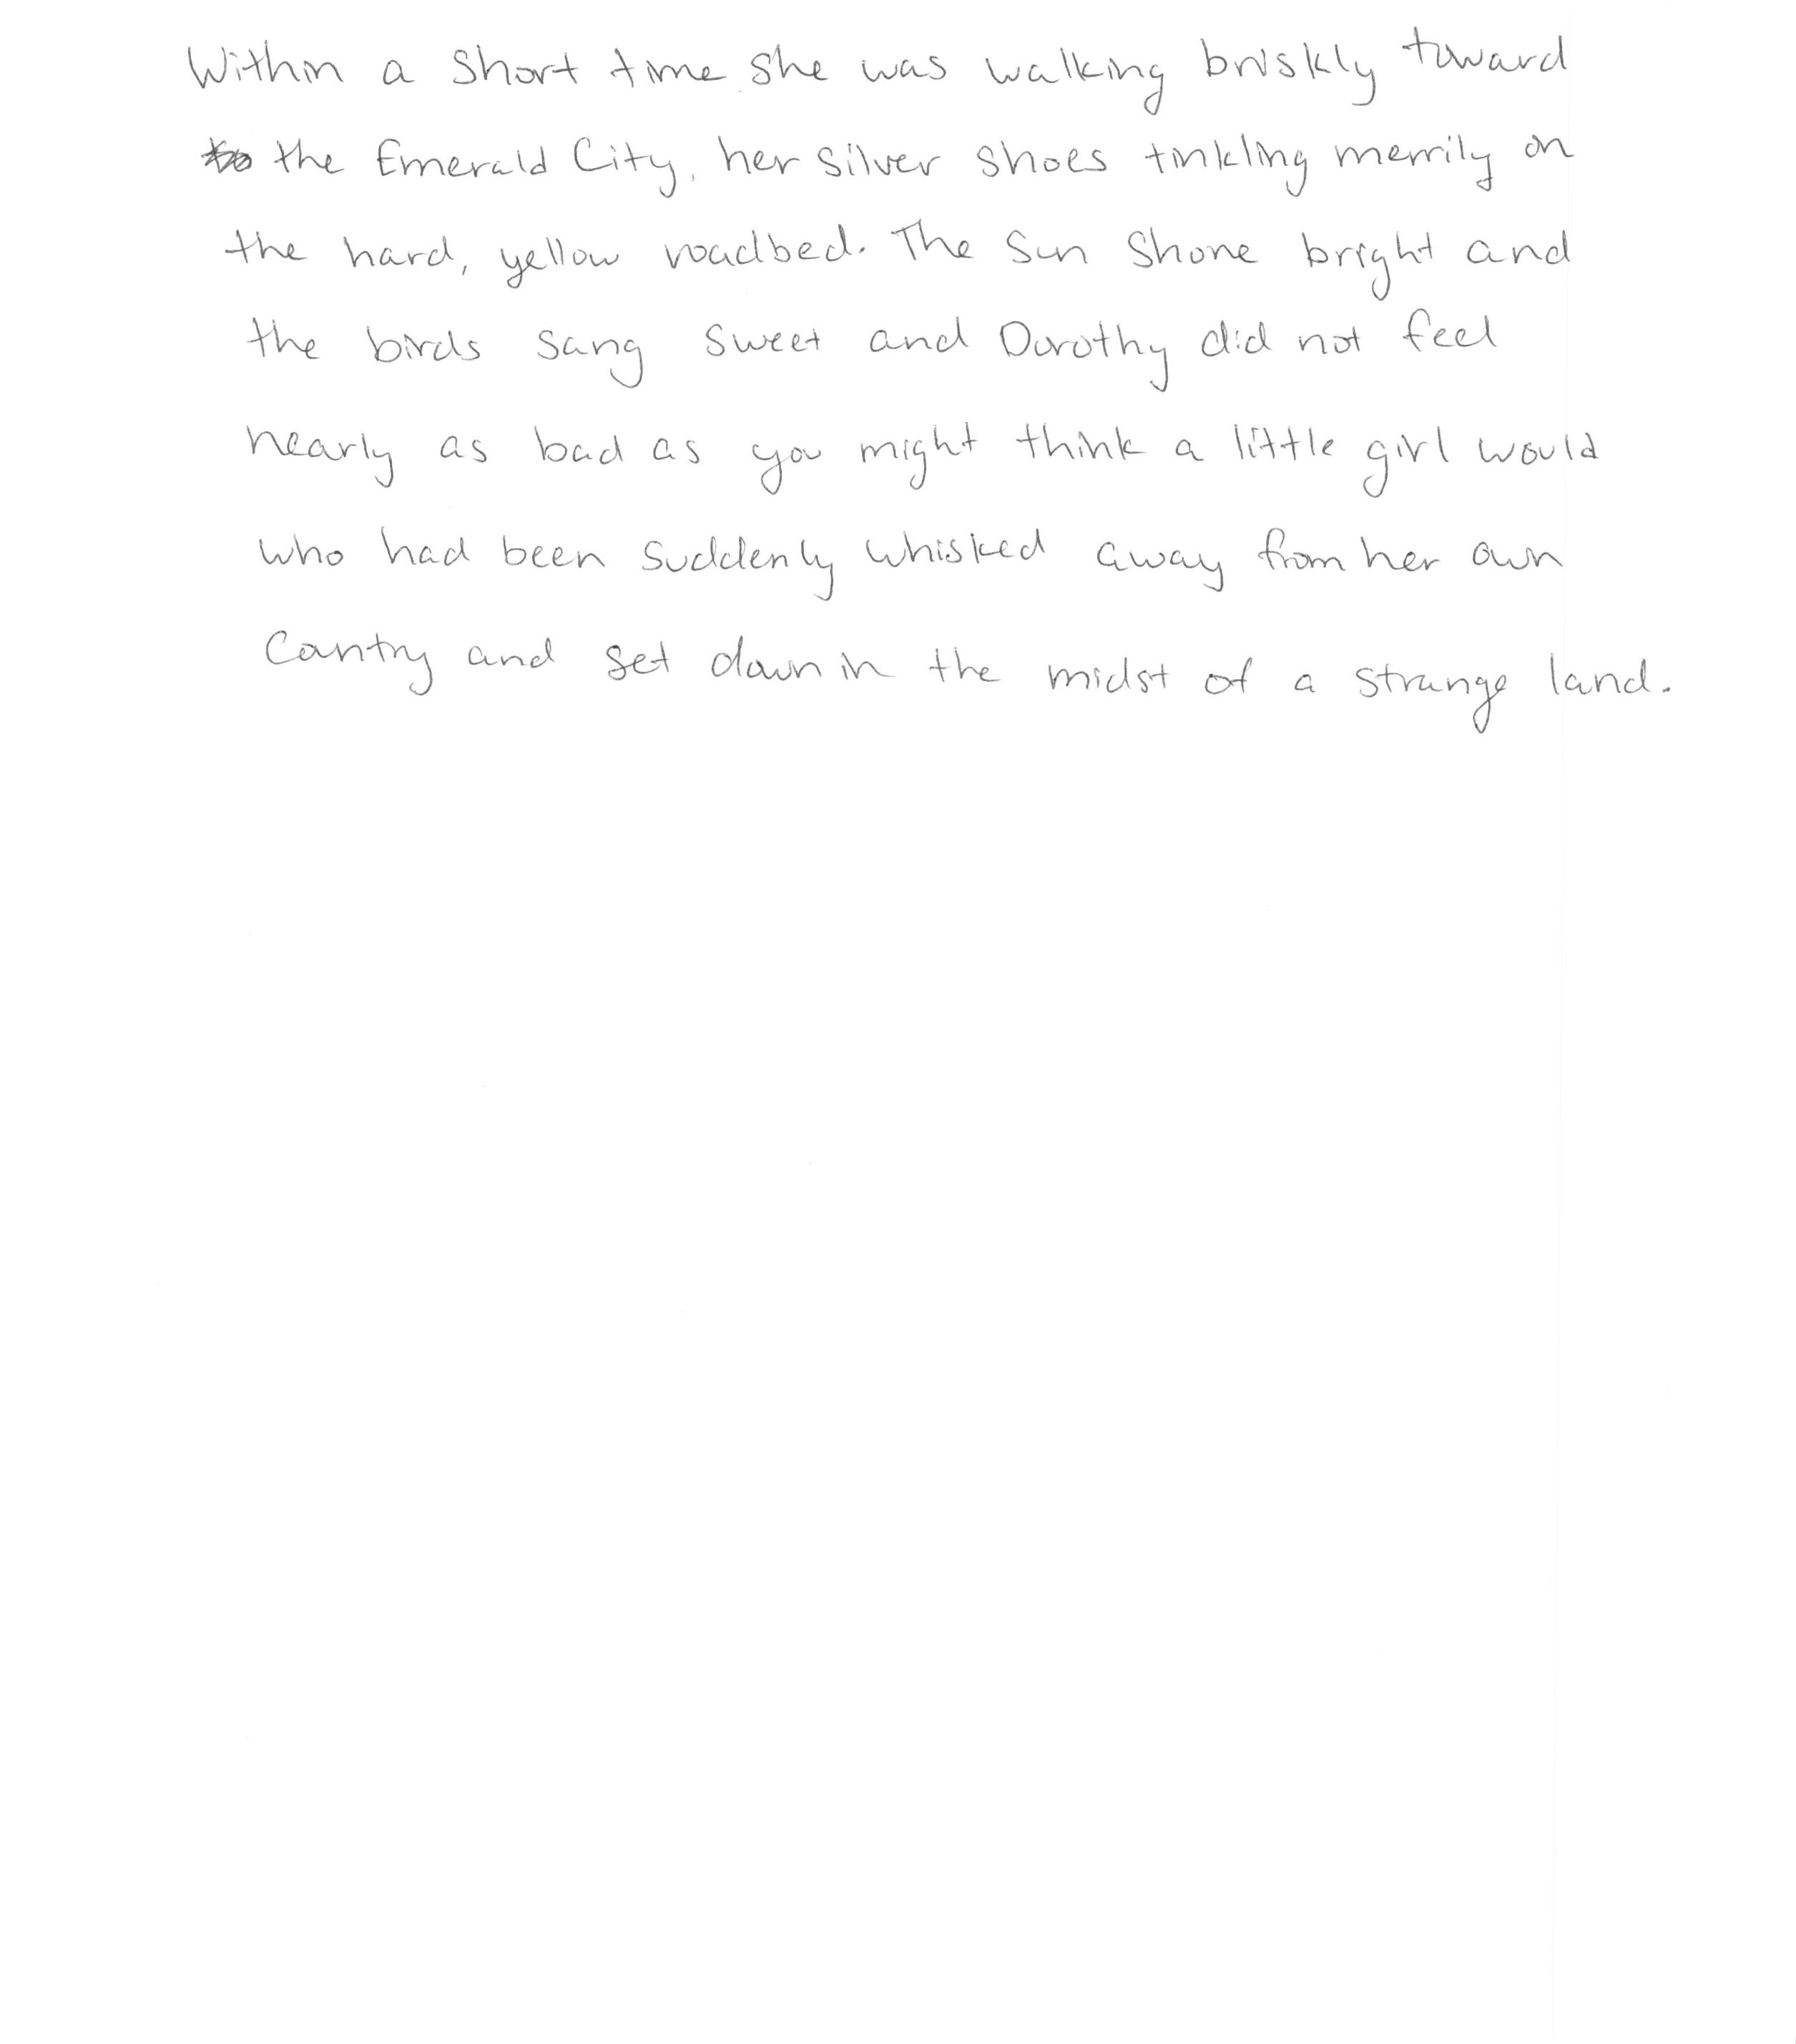 Within a short time she was walking briskly toward
the Emerald City, her silver shoes tinkling merrily on
the hard, yellow roadbed. The sun shone bright and
the birds sang sweet and Dorothy did not feel
nearly as bad as you might think a little girl would
who had been suddenly whisked away from her own
Country and set down in the midst of a strange land.